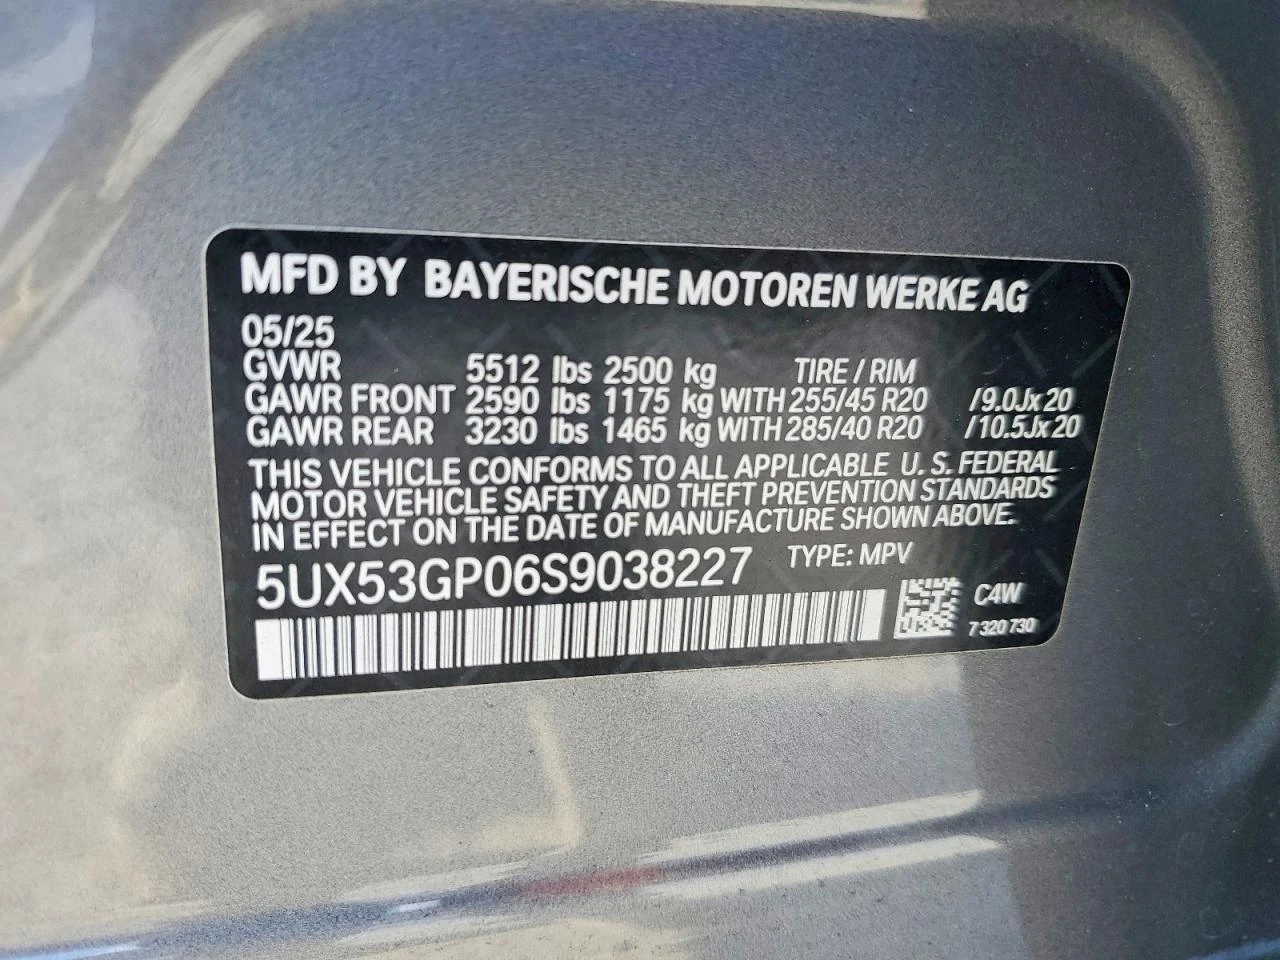 MFD BY BAYERISCHE MOTOREN WERKE AG
05/25
GVWR 5512 lbs 2500 kg TIRE / RIM
GAWR FRONT 2590 lbs 1175 kg WITH 255/45 R20 /9.0Jx20
GAWR REAR 3230 lbs 1465 kg WITH 285/40 R20 /10.5Jx20
THIS VEHICLE CONFORMS TO ALL APPLICABLE U. S. FEDERAL
MOTOR VEHICLE SAFETY AND THEFT PREVENTION STANDARDS
IN EFFECT ON THE DATE OF MANUFACTURE SHOWN ABOVE.
5UX53GP06S9038227 TYPE: MPV
C4W
7 320 730